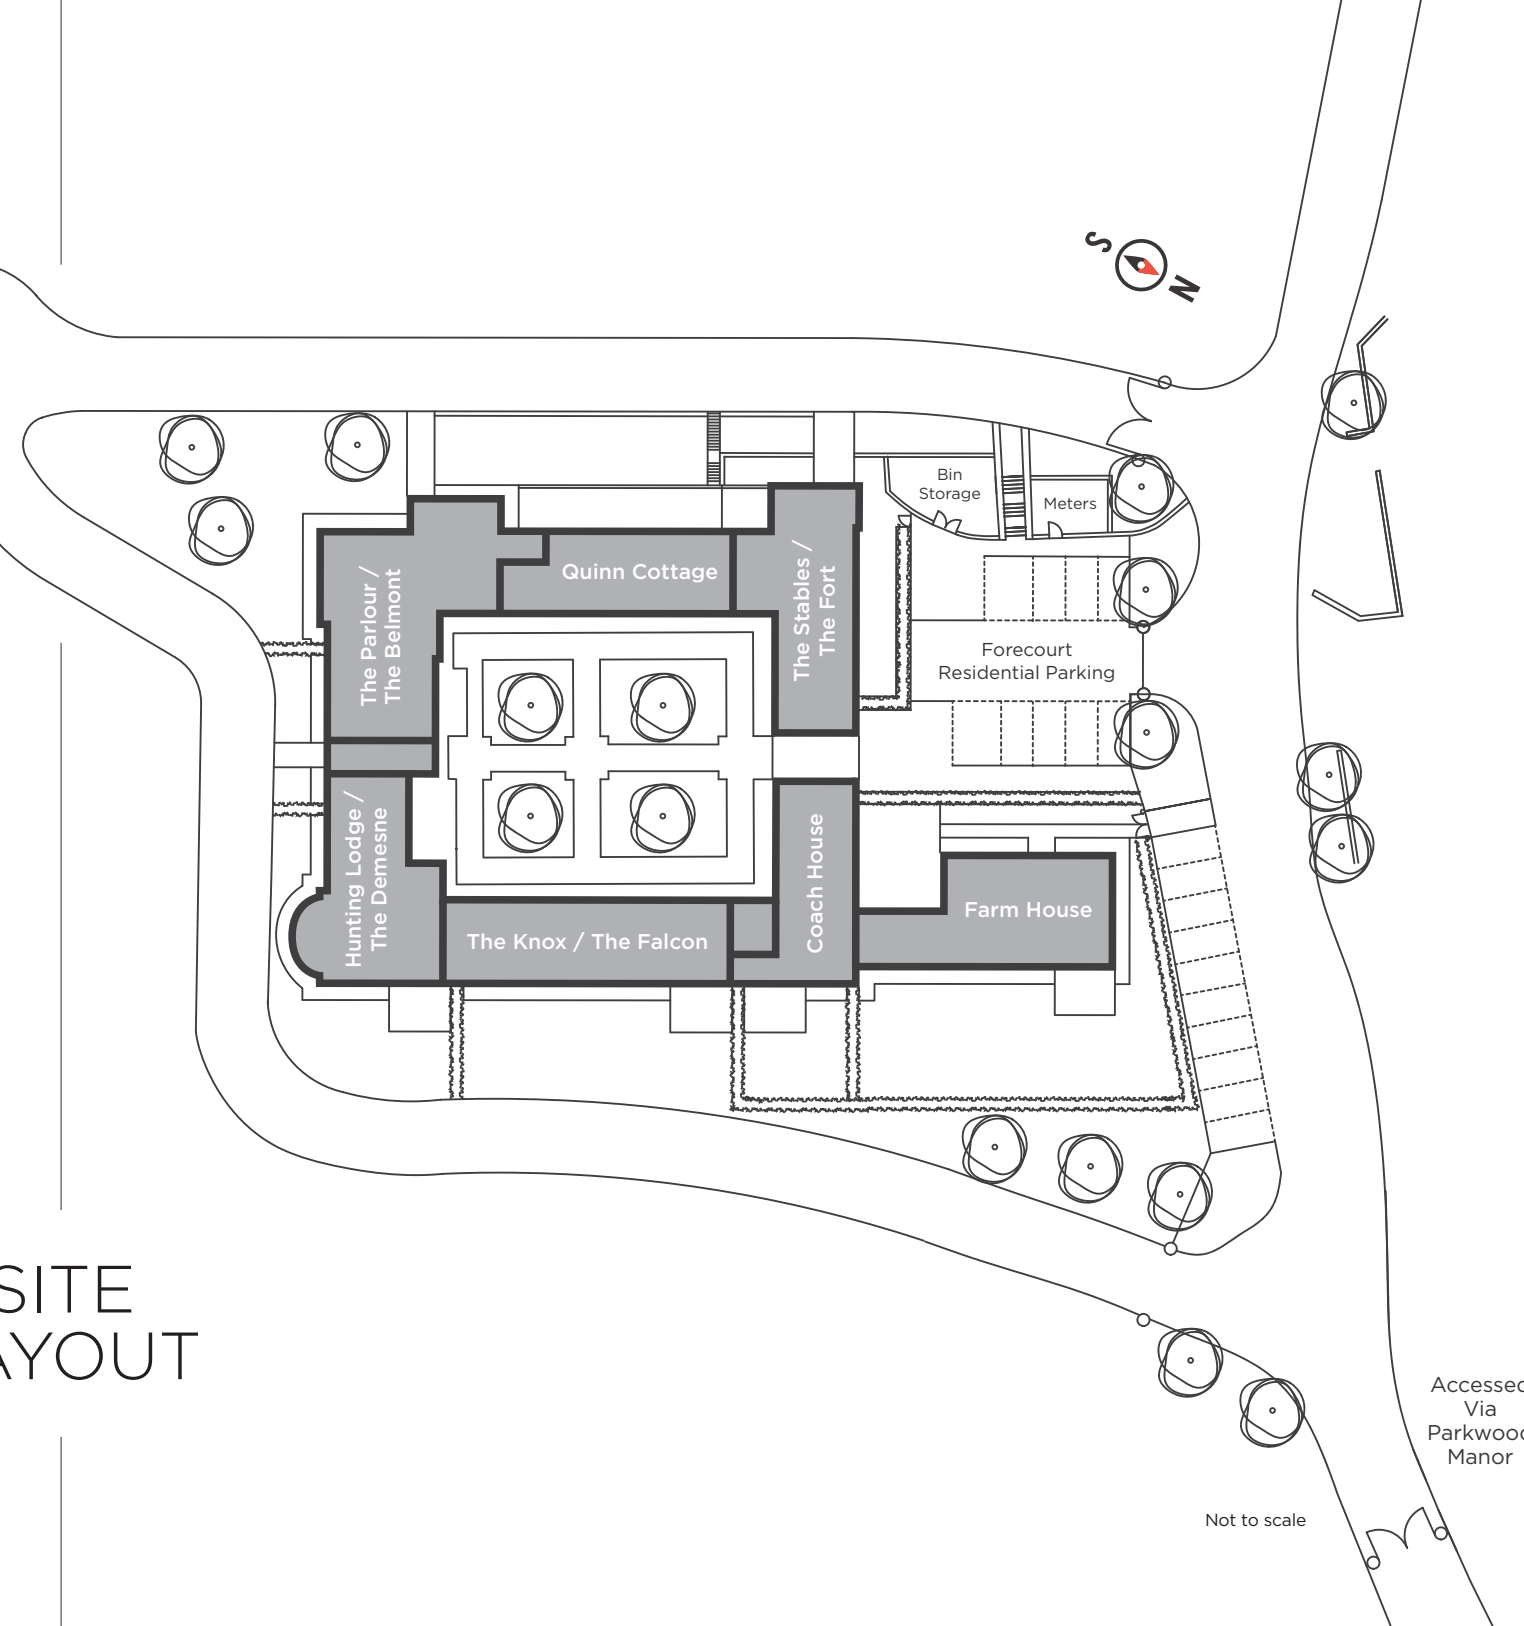 S
N
Bin
Storage
Meters
Quinn Cottage
The Parlour /
The Belmont
The Stables /
The Fort
Forecourt
Residential Parking
Hunting Lodge /
The Demesne
Coach House
Farm House
The Knox / The Falcon
SITE
AYOUT
Accessed
Via
Parkwood
Manor
Not to scale